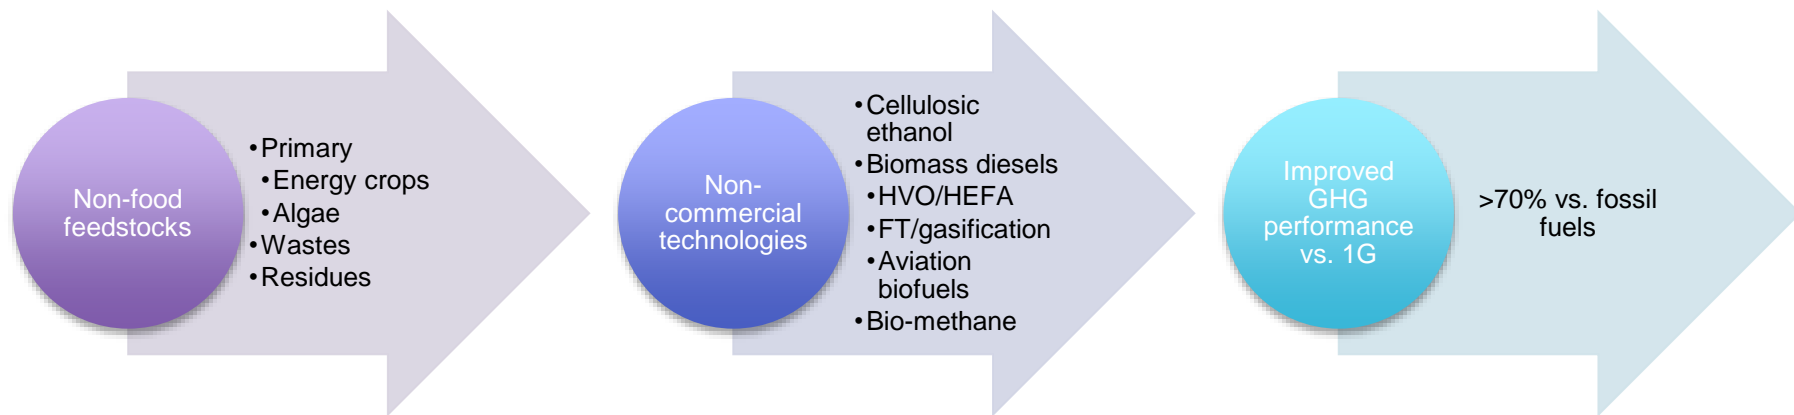 Non-food
feedstocks
•Primary
•Energy crops
•Algae
•Wastes
•Residues
Non-
commercial
technologies
•Cellulosic
ethanol
•Biomass diesels
•HVO/HEFA
•FT/gasification
•Aviation
biofuels
•Bio-methane
Improved
GHG
performance
vs. 1G
>70% vs. fossil
fuels